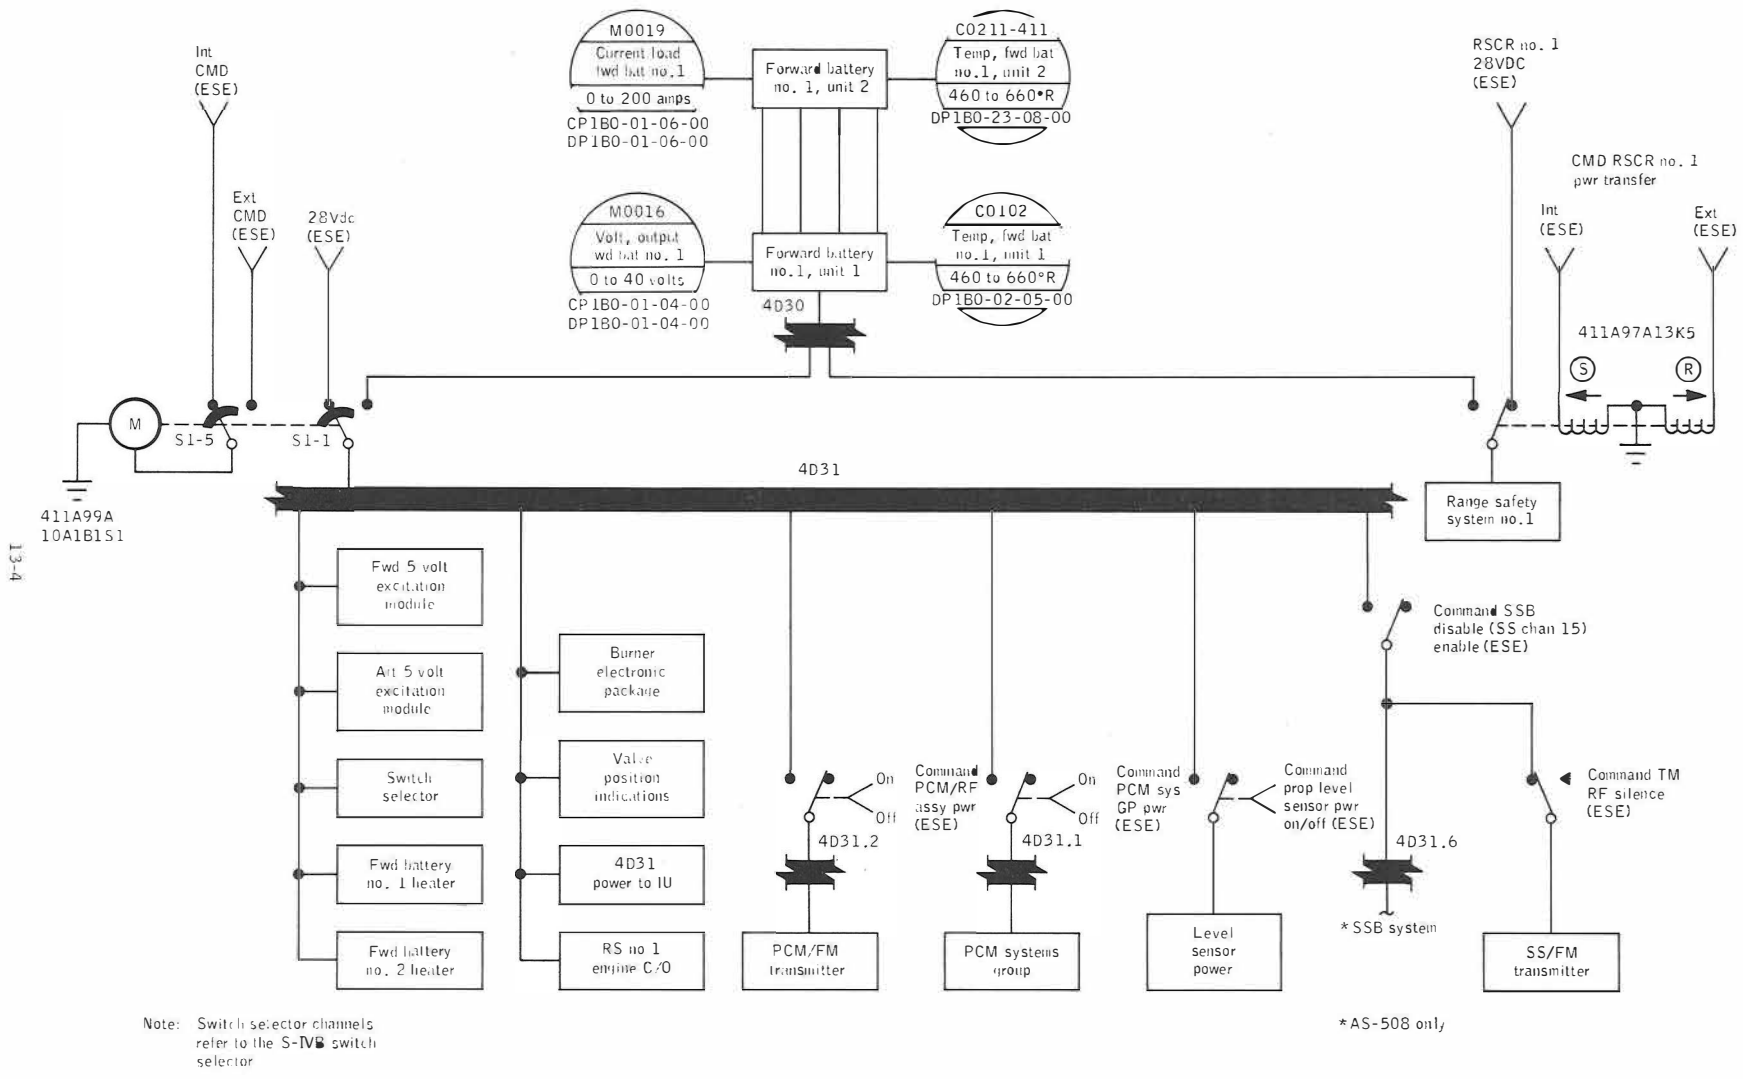 Int
CMD
(ESE)
Ext
CMD
(ESE)
28Vdc
(ESE)
M0019
Current load
fwd bat no.1
0 to 200 amps
CP1B0-01-06-00
DP1B0-01-06-00
Forward battery
no. 1, unit 2
C0211-411
Temp, fwd bat
no.1, unit 2
460 to 660°R
DP1B0-23-08-00
M0016
Volt, output
wd bat no. 1
0 to 40 volts
CP1B0-01-04-00
DP1B0-01-04-00
Forward battery
no.1, unit 1
C0102
Temp, fwd bat
no.1, unit 1
460 to 660°R
DP1B0-02-05-00
4D30
RSCR no. 1
28VDC
(ESE)
CMD RSCR no. 1
pwr transfer
Int
(ESE)
Ext
(ESE)
411A97A13K5
S
R
M
S1-5
S1-1
411A99A
10A1B1S1
4D31
Range safety
system no.1
13-4
Fwd 5 volt
excitation
module
Aft 5 volt
excitation
module
Switch
selector
Fwd battery
no. 1 heater
Fwd battery
no. 2 heater
Burner
electronic
package
Valve
position
indications
4D31
power to IU
RS no 1
engine C/O
On
Off
4D31.2
PCM/FM
transmitter
Command
PCM/RF
assy pwr
(ESE)
On
Off
4D31.1
PCM systems
group
Command
PCM sys
GP pwr
(ESE)
Command
prop level
sensor pwr
on/off (ESE)
Level
sensor
power
Command SSB
disable (SS chan 15)
enable (ESE)
4D31.6
* SSB system
Command TM
RF silence
(ESE)
SS/FM
transmitter
Note: Switch selector channels
refer to the S-IVB switch
selector
* AS-508 only